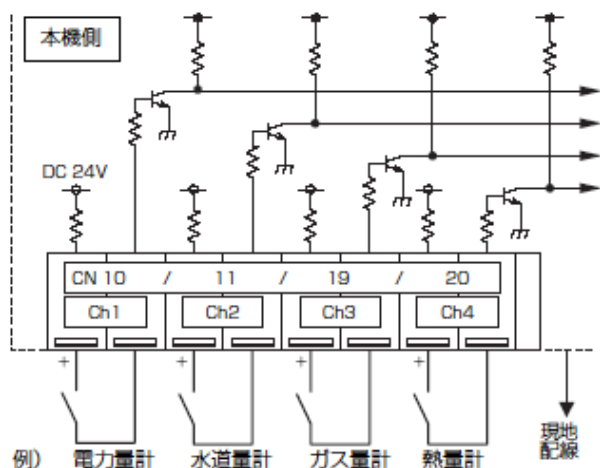 本機側
DC 24V
CN 10 / 11 / 19 / 20
Ch1 Ch2 Ch3 Ch4
+ + + +
例) 電力量計 水道量計 ガス量計 熱量計
現地
配線